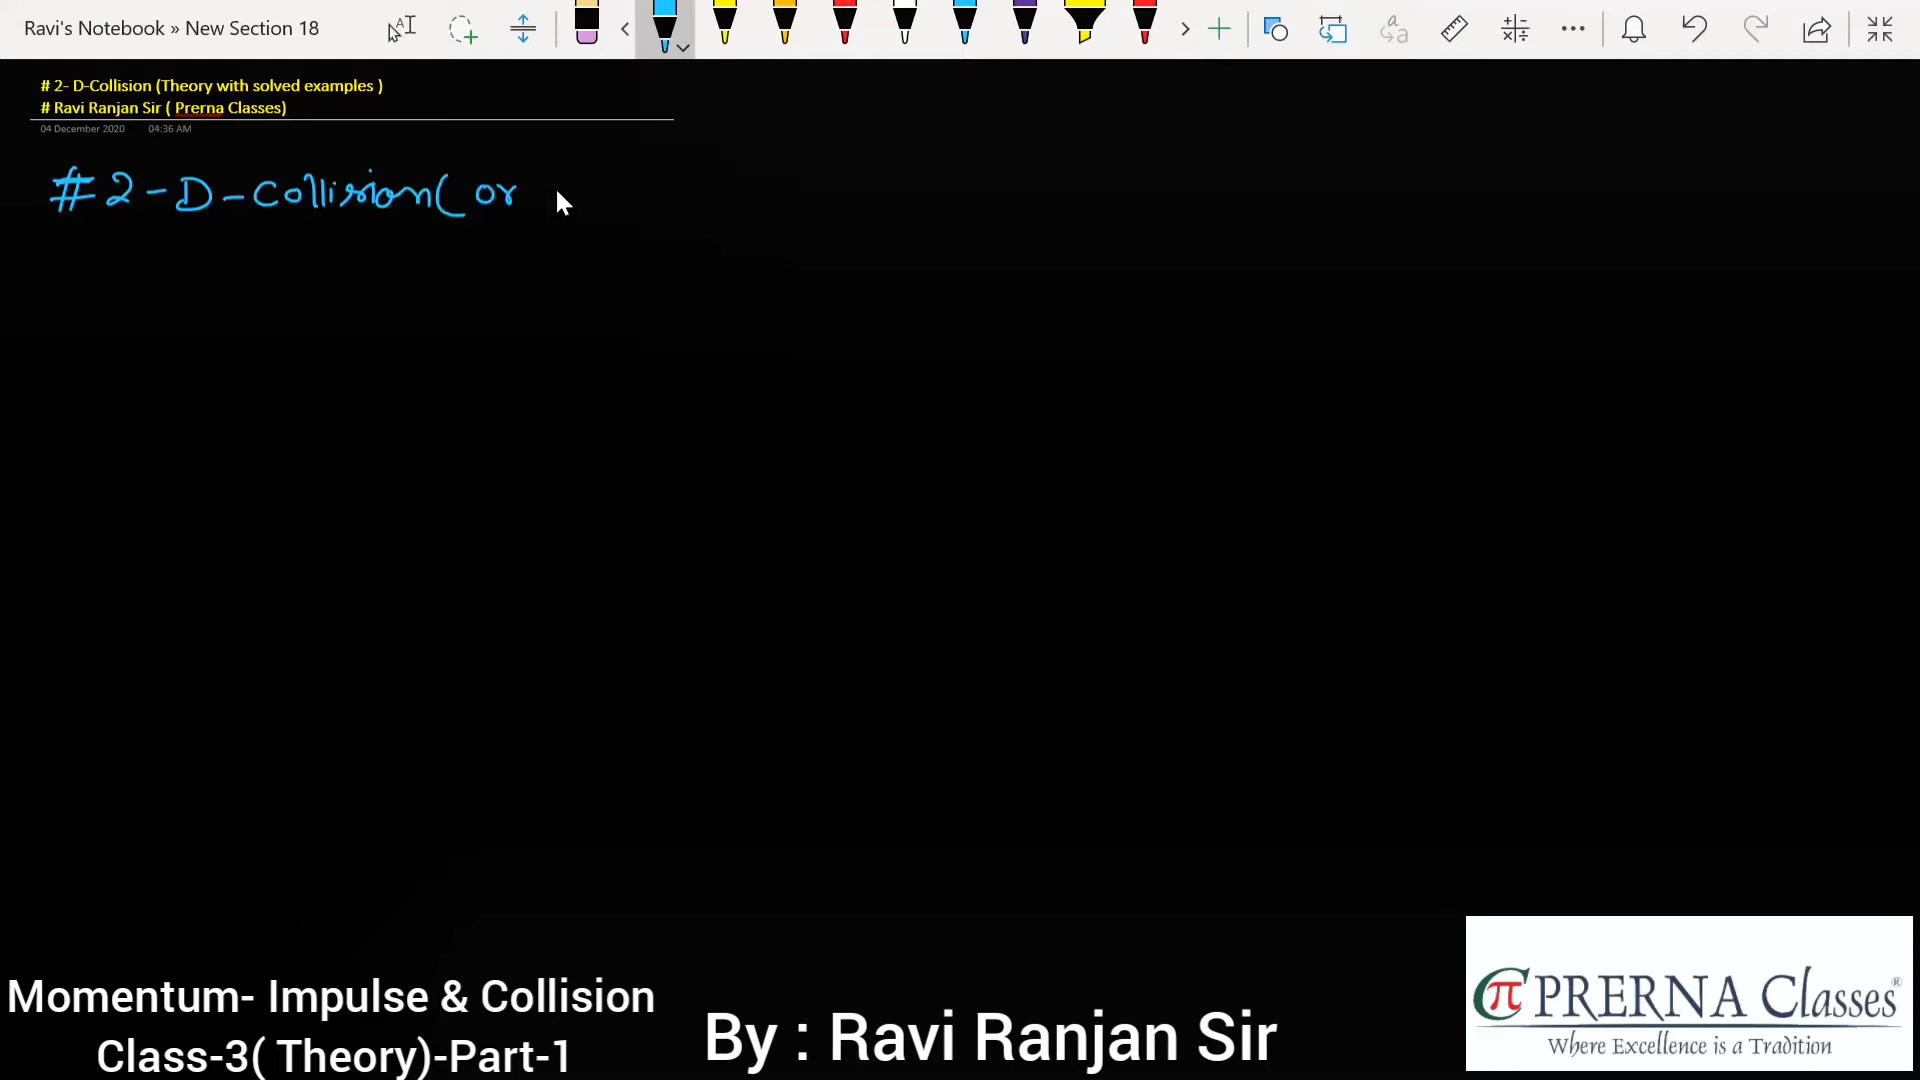 Ravi's Notebook » New Section 18
# 2- D-Collision (Theory with solved examples )
# Ravi Ranjan Sir ( Prerna Classes)
04 December 2020 04:36 AM
# 2 - D - Collision ( or
Momentum- Impulse & Collision
Class-3( Theory)-Part-1
By : Ravi Ranjan Sir
π PRERNA Classes®
Where Excellence is a Tradition